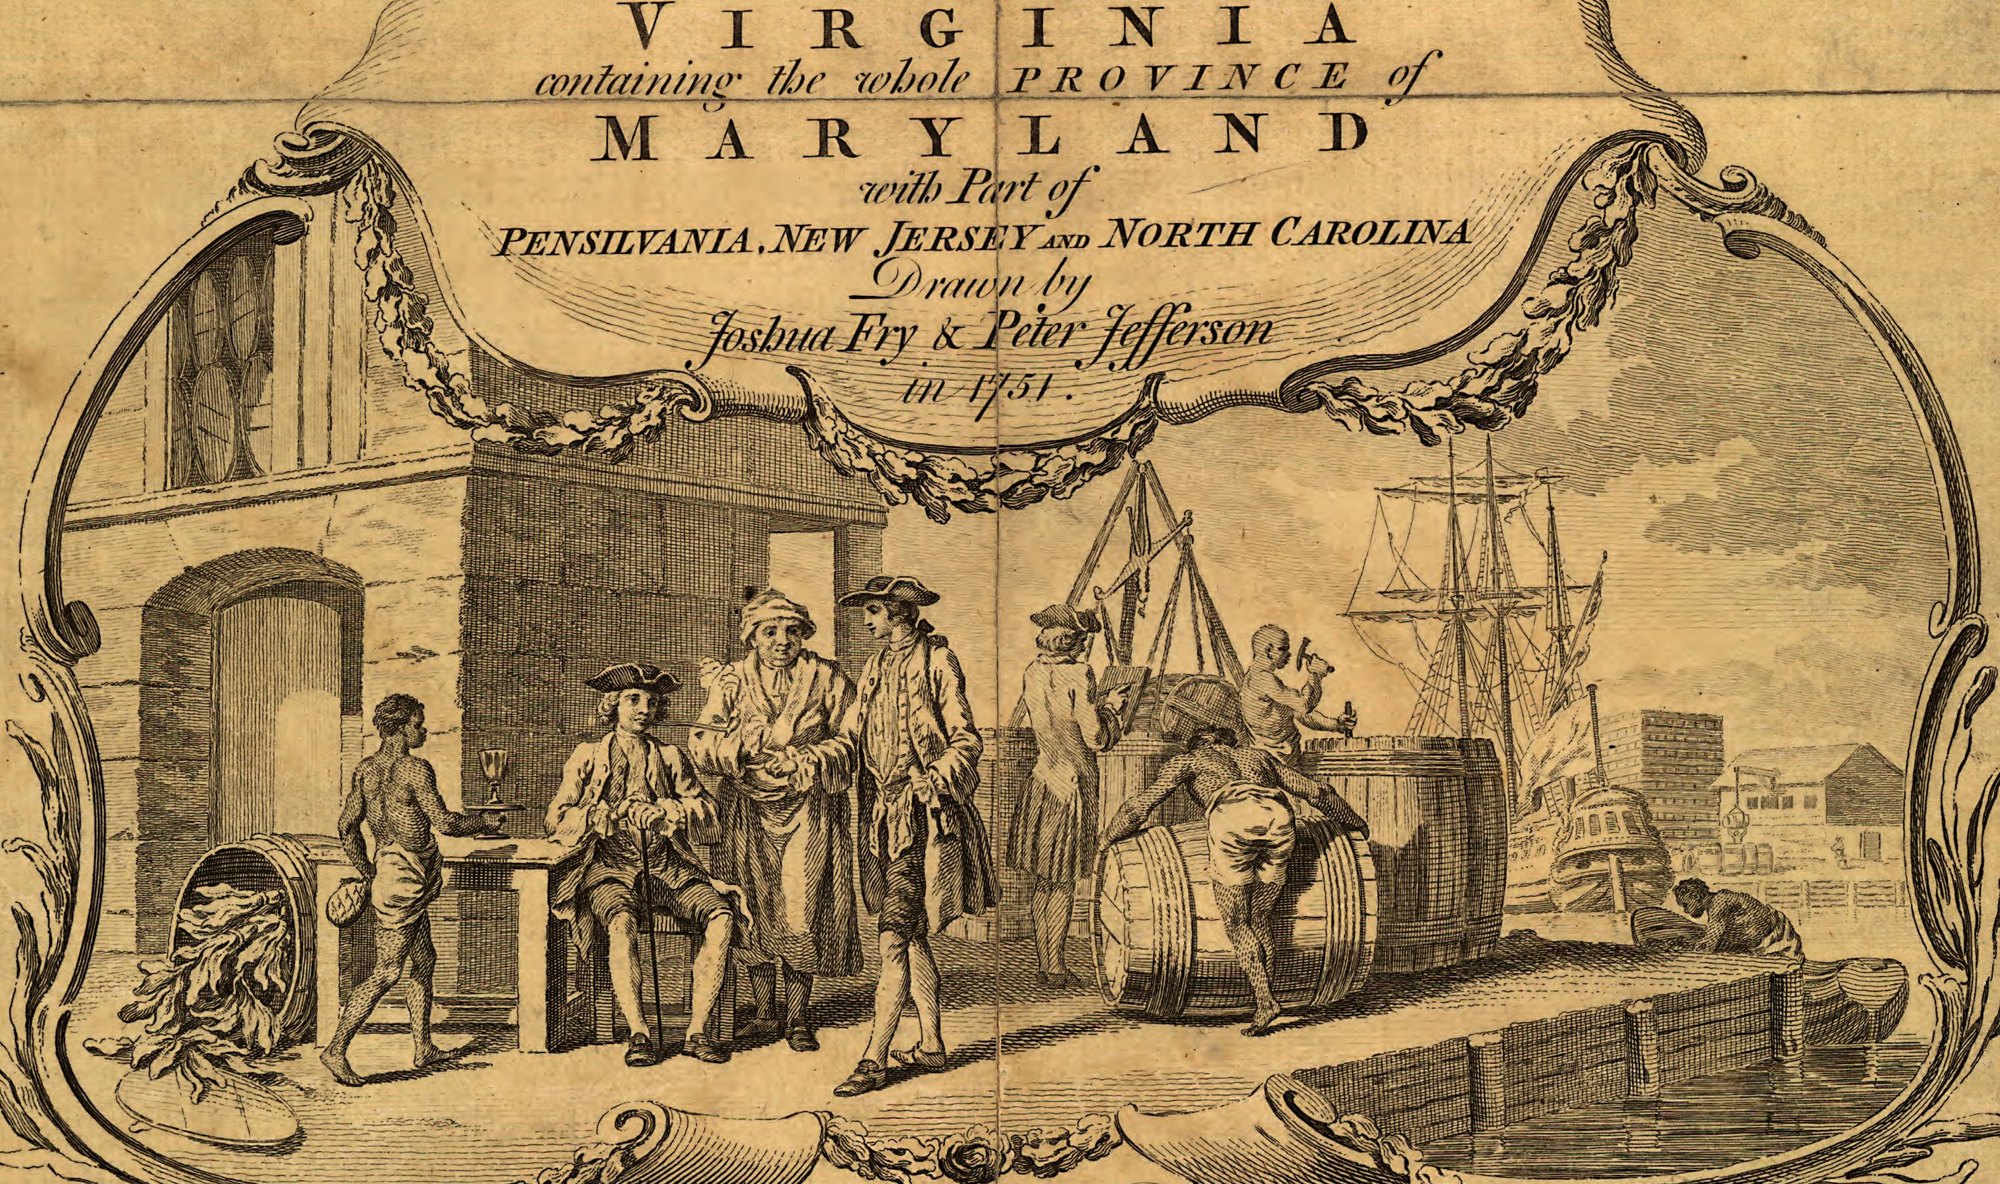 VIRGINIA
containing the whole PROVINCE of
MARYLAND
with Part of
PENSILVANIA, NEW JERSEY AND NORTH CAROLINA
Drawn by
Joshua Fry & Peter Jefferson
in 1751.